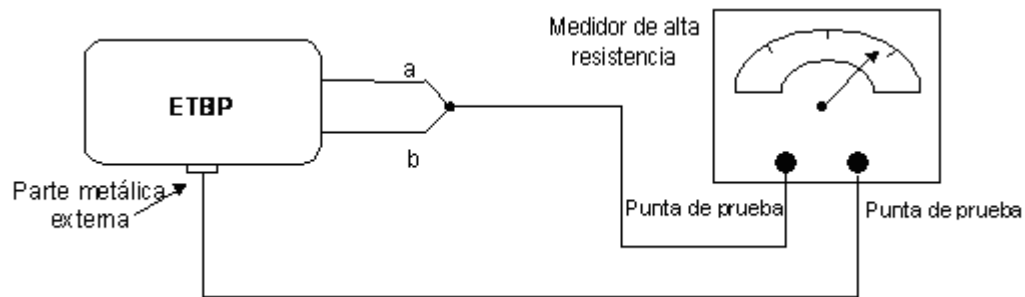 Medidor de alta
resistencia
a
ETBP
b
Parte metálica
externa
Punta de prueba
Punta de prueba